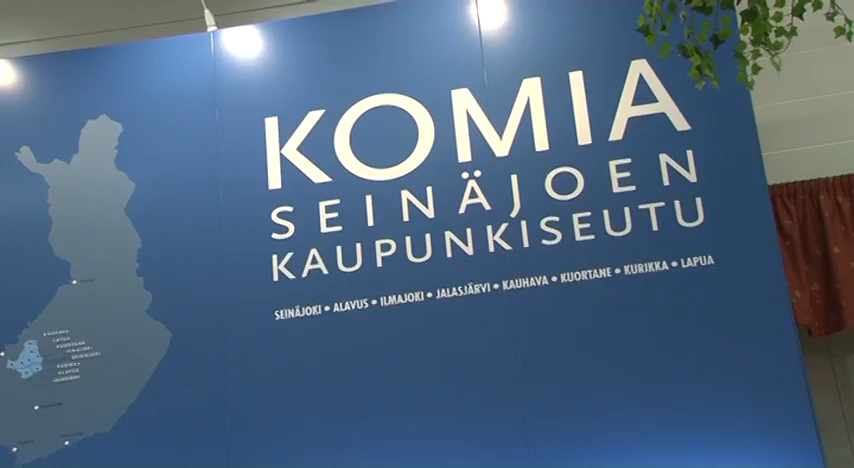 KOMIA
SEINÄJOEN
KAUPUNKISEUTU
SEINÄJOKI • ALAVUS • ILMAJOKI • JALASJÄRVI • KAUHAVA • KUORTANE • KURIKKA • LAPUA